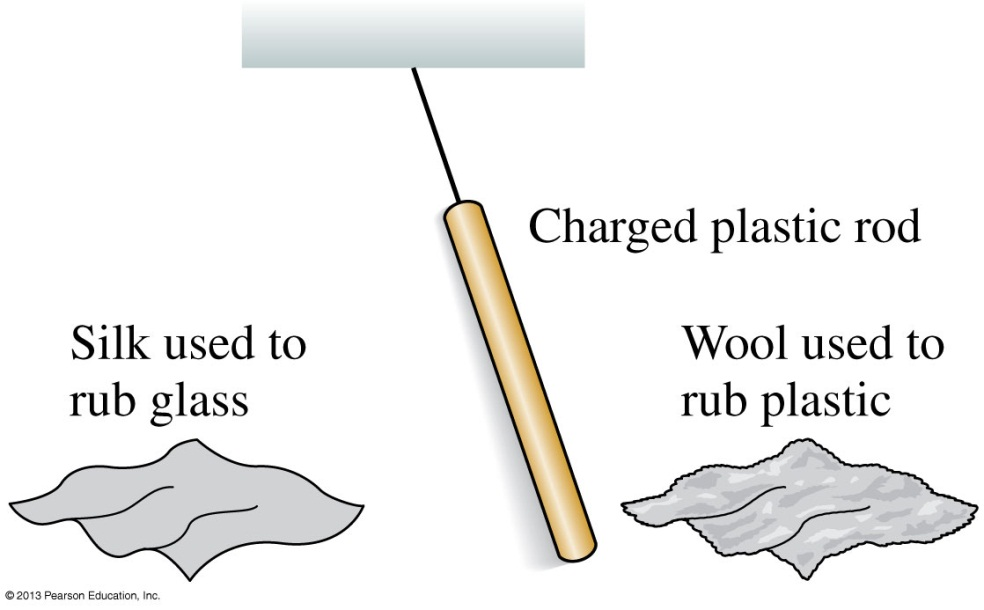 Charged plastic rod
Silk used to
rub glass
Wool used to
rub plastic
© 2013 Pearson Education, Inc.